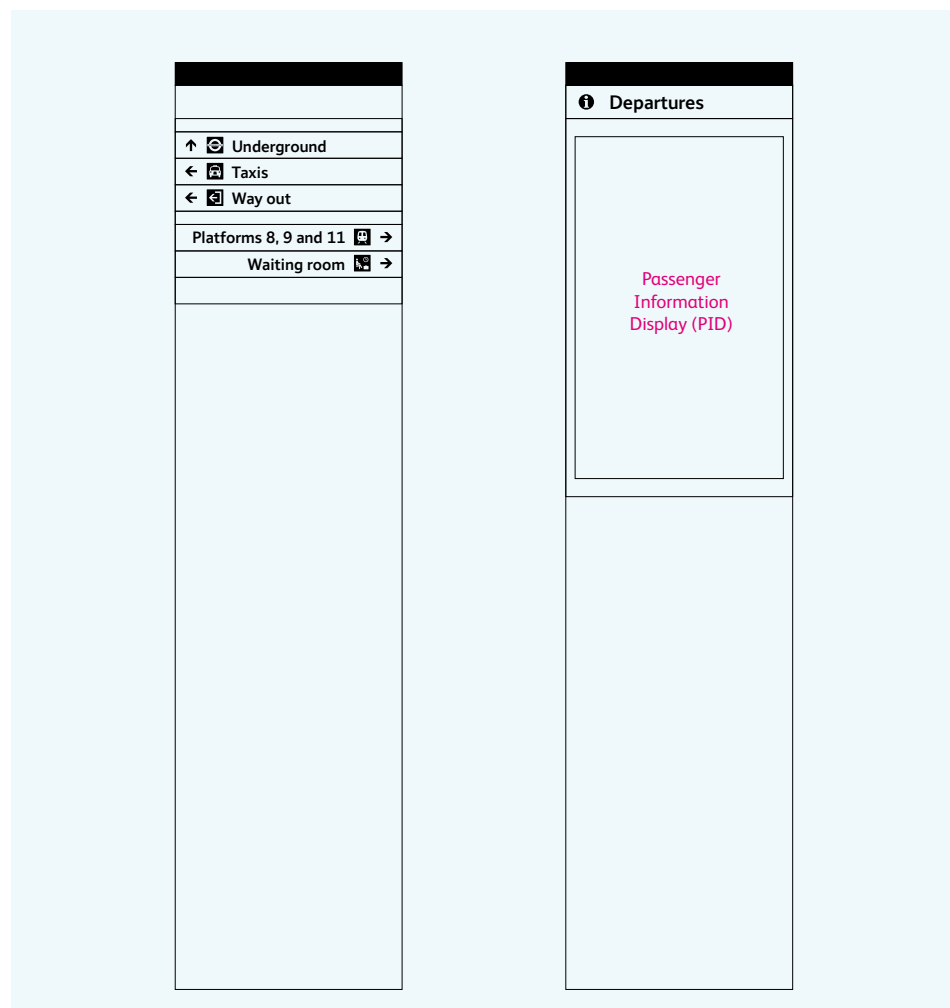 Underground
Taxis
Way out
Platforms 8, 9 and 11
Waiting room
Departures
Passenger
Information
Display (PID)